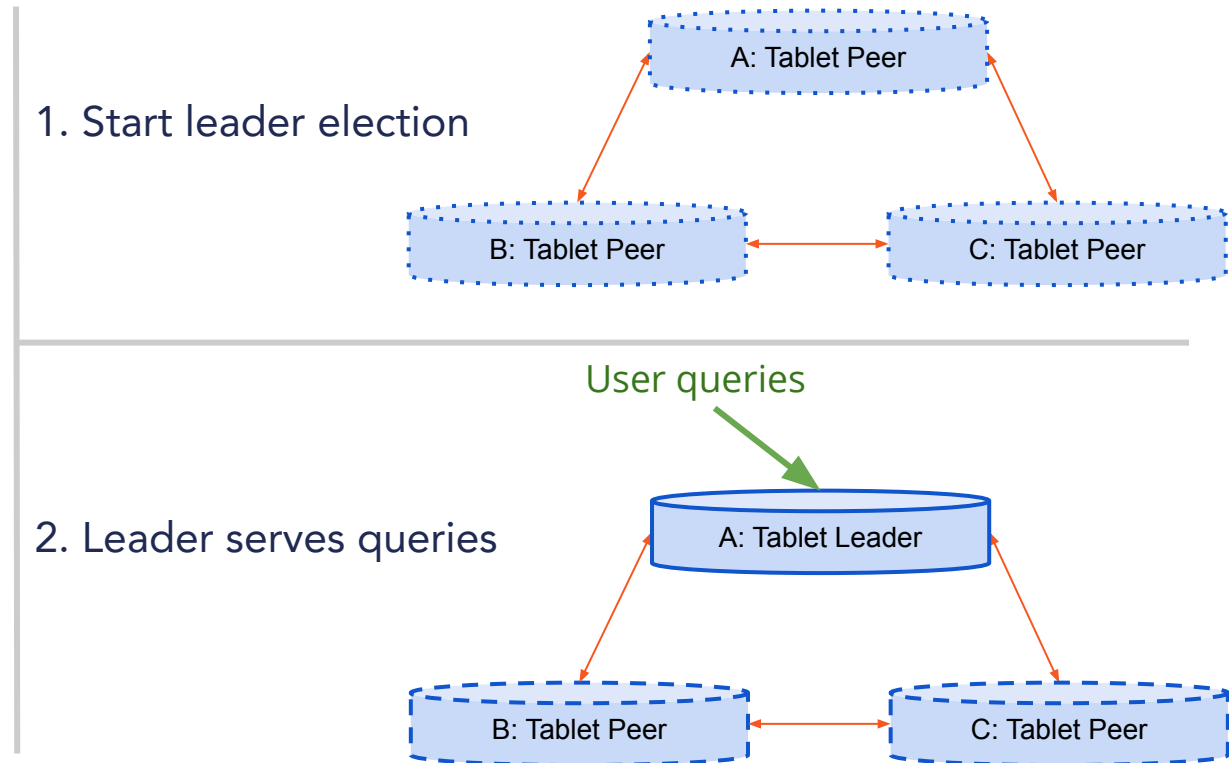 A: Tablet Peer
1. Start leader election
B: Tablet Peer
C: Tablet Peer
User queries
2. Leader serves queries
A: Tablet Leader
B: Tablet Peer
C: Tablet Peer